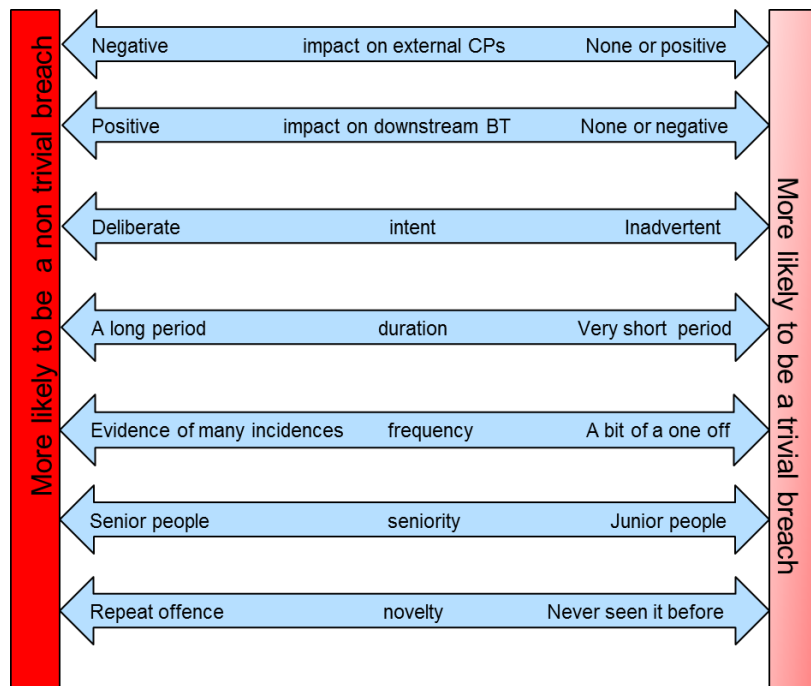 More likely to be a non trivial breach
Negative impact on external CPs None or positive
Positive impact on downstream BT None or negative
Deliberate intent Inadvertent
A long period duration Very short period
Evidence of many incidences frequency A bit of a one off
Senior people seniority Junior people
Repeat offence novelty Never seen it before
More likely to be a trivial breach